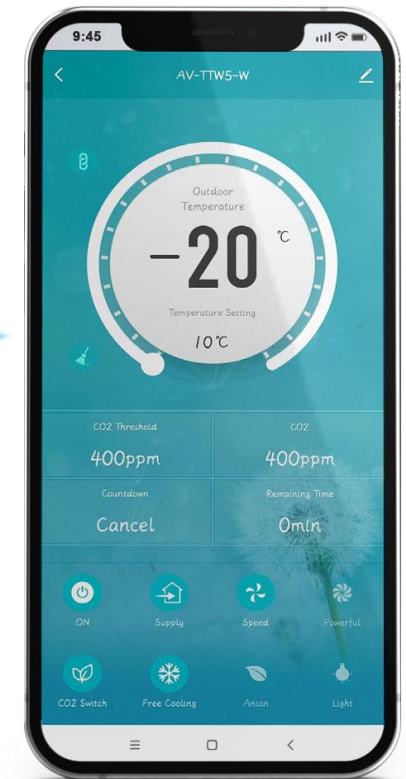 9:45
AV-TTW5-W
Outdoor
Temperature
-20 ℃
Temperature Setting
10℃
CO2 Threshold
CO2
400ppm
400ppm
Countdown
Remaining Time
Cancel
0min
ON
Supply
Speed
Powerful
CO2 Switch
Free Cooling
Anion
Light